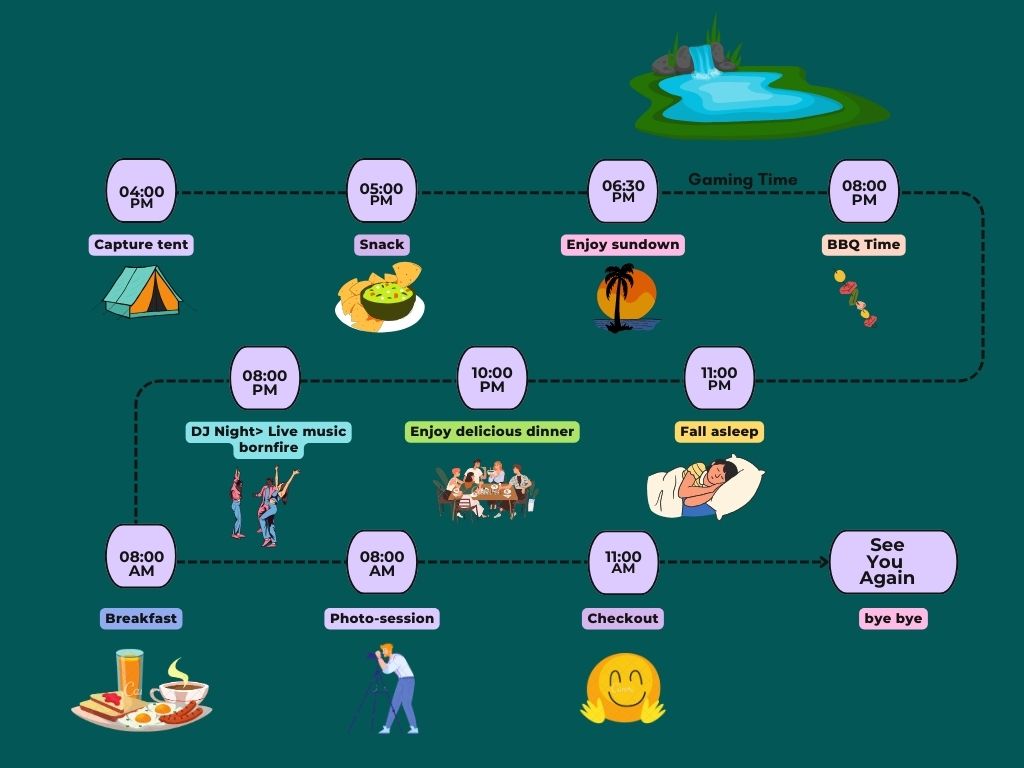 Gaming Time
04:00
PM
05:00
PM
06:30
PM
08:00
PM
Capture tent
Snack
Enjoy sundown
BBQ Time
08:00
PM
10:00
PM
11:00
PM
DJ Night> Live music
bornfire
Enjoy delicious dinner
Fall asleep
08:00
AM
08:00
AM
11:00
AM
See
You
Again
Breakfast
Photo-session
Checkout
bye bye